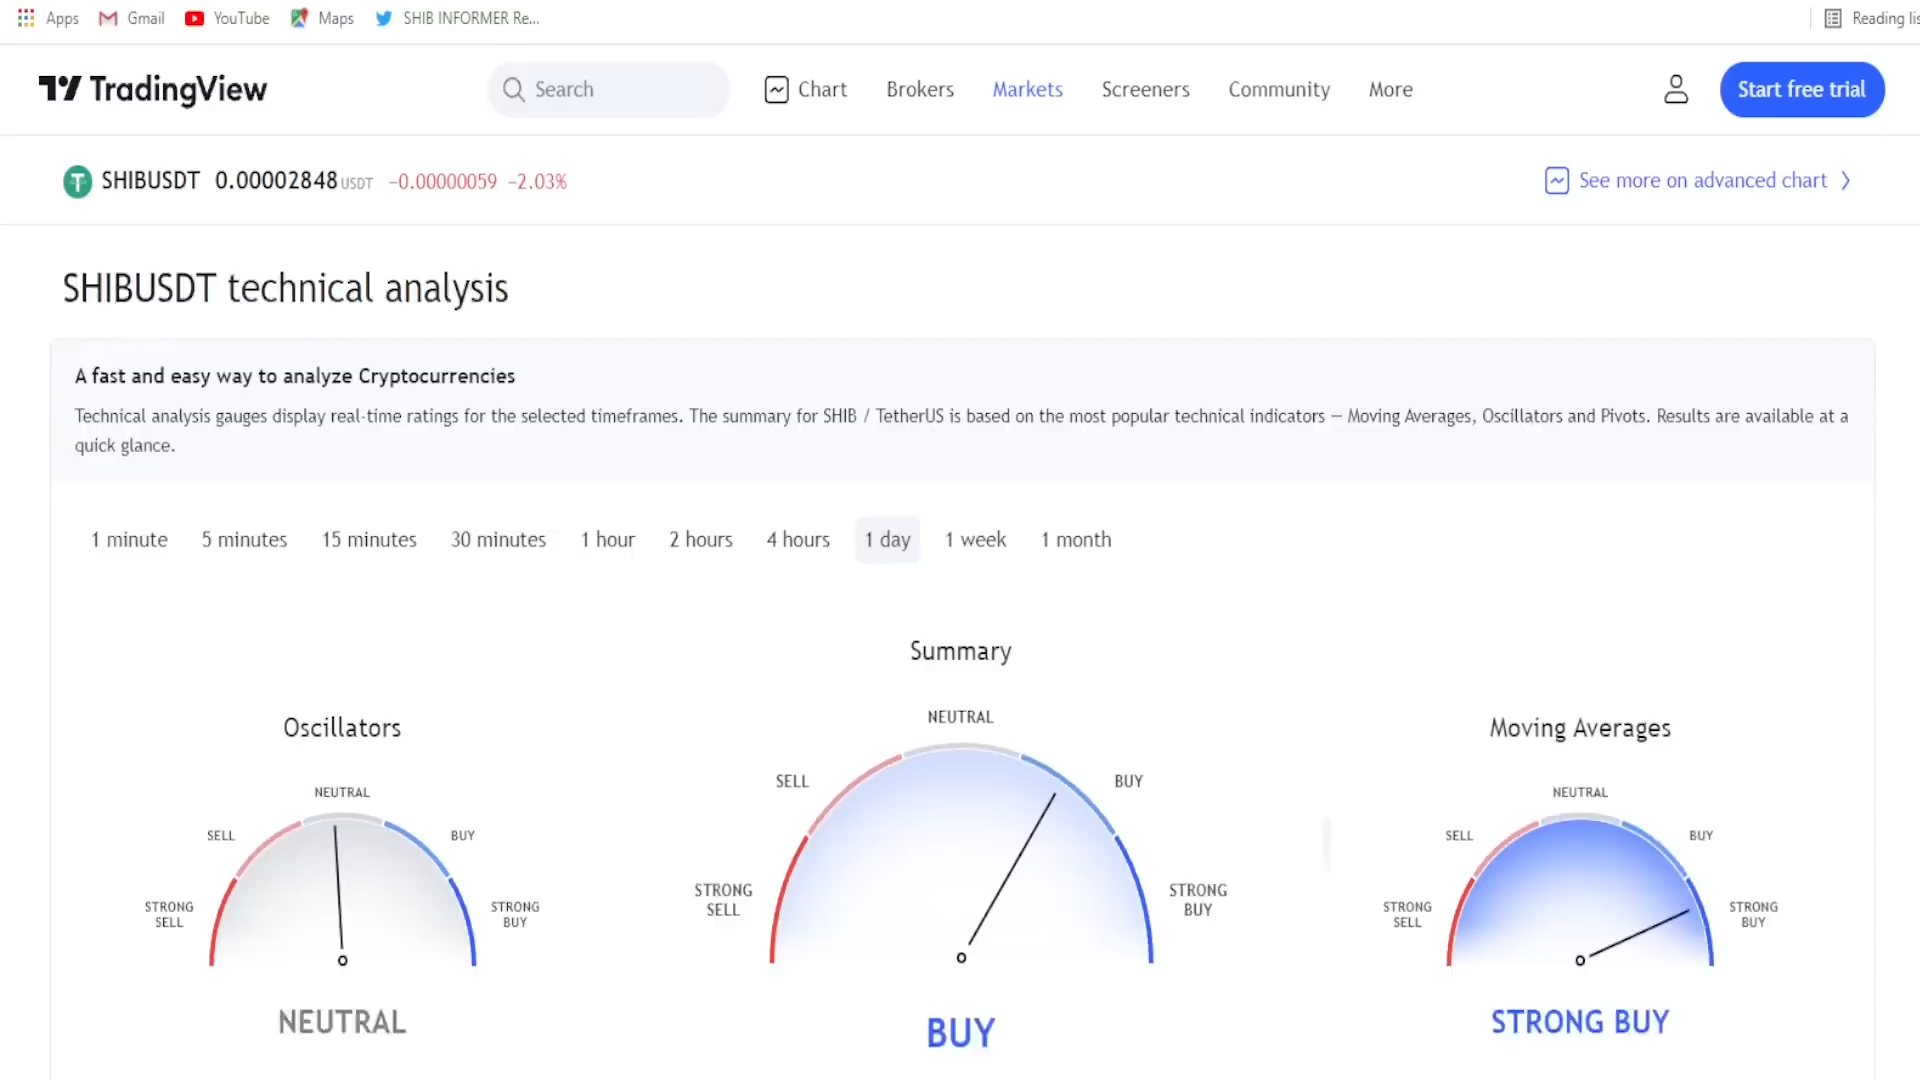 Apps Gmail YouTube Maps SHIB INFORMER Re... Reading lis
TradingView Search Chart Brokers Markets Screeners Community More Start free trial
SHIBUSDT 0.00002848 USDT −0.00000059 −2.03% See more on advanced chart
SHIBUSDT technical analysis
A fast and easy way to analyze Cryptocurrencies
Technical analysis gauges display real-time ratings for the selected timeframes. The summary for SHIB / TetherUS is based on the most popular technical indicators — Moving Averages, Oscillators and Pivots. Results are available at a
quick glance.
1 minute 5 minutes 15 minutes 30 minutes 1 hour 2 hours 4 hours 1 day 1 week 1 month
Oscillators
NEUTRAL
SELL BUY
STRONG SELL STRONG BUY
NEUTRAL
Summary
NEUTRAL
SELL BUY
STRONG SELL STRONG BUY
BUY
Moving Averages
NEUTRAL
SELL BUY
STRONG SELL STRONG BUY
STRONG BUY